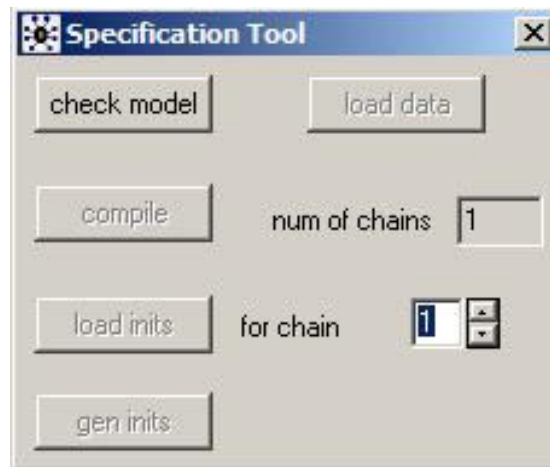 Specification Tool
check model load data
compile num of chains 1
load inits for chain 1
gen inits